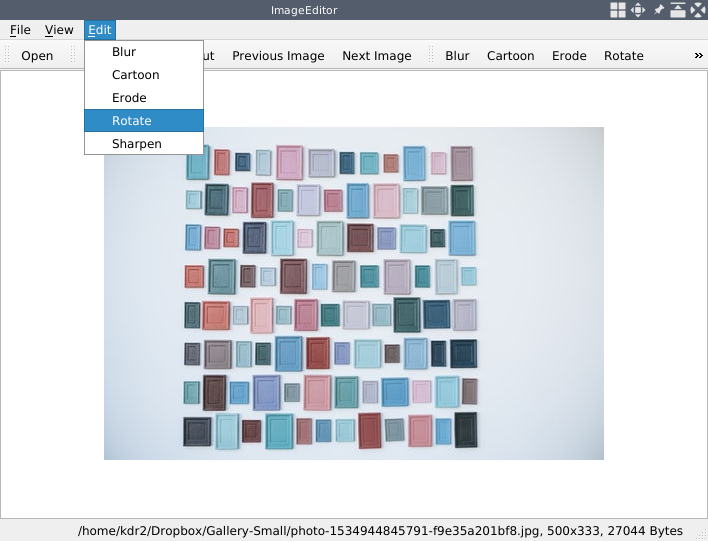 ImageEditor
File View Edit
Open ut Previous Image Next Image Blur Cartoon Erode Rotate »
Blur
Cartoon
Erode
Rotate
Sharpen
/home/kdr2/Dropbox/Gallery-Small/photo-1534944845791-f9e35a201bf8.jpg, 500x333, 27044 Bytes